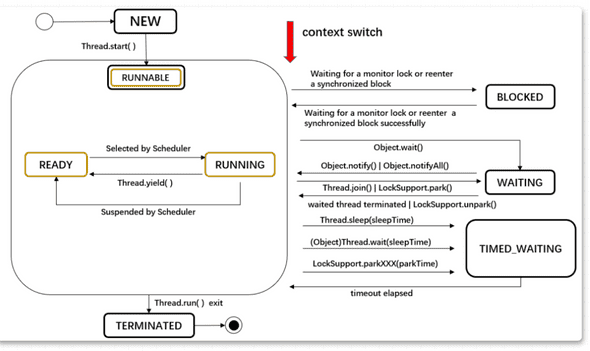 NEW
context switch
Thread.start( )
RUNNABLE
Waiting for a monitor lock or reenter
a synchronized block
BLOCKED
Waiting for a monitor lock or reenter a
synchronized block successfully
Object.wait()
Selected by Scheduler
READY
RUNNING
Object.notify() | Object.notifyAll()
Thread.yield( )
Thread.join() | LockSupport.park()
WAITING
waited thread terminated | LockSupport.unpark()
Suspended by Scheduler
Thread.sleep(sleepTime)
(Object)Thread.wait(sleepTime)
TIMED_WAITING
LockSupport.parkXXX(parkTime)
timeout elapsed
Thread.run( ) exit
TERMINATED